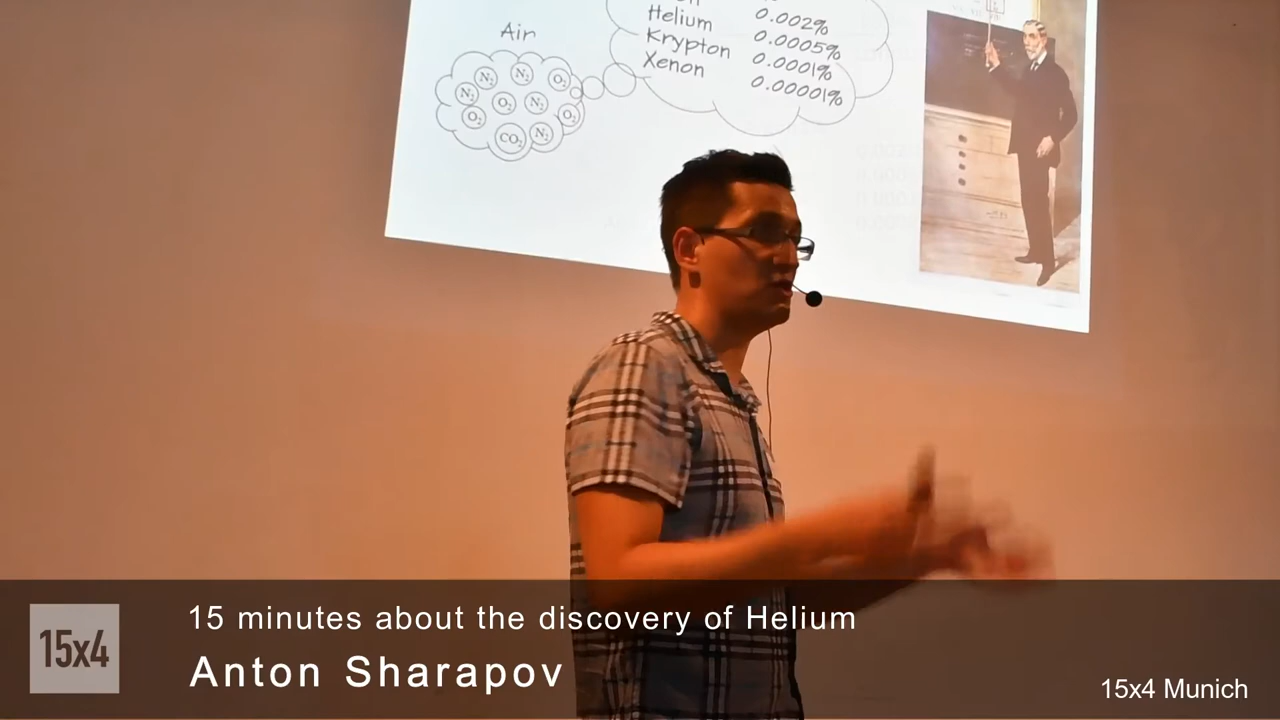 Helium 0.002%
Krypton 0.0005%
Xenon 0.0001%
0.00001%
Air
N₂ N₂ O₂
N₂ O₂ N₂
O₂ O₂
CO₂ N₂
15 minutes about the discovery of Helium
15x4
Anton Sharapov
15x4 Munich